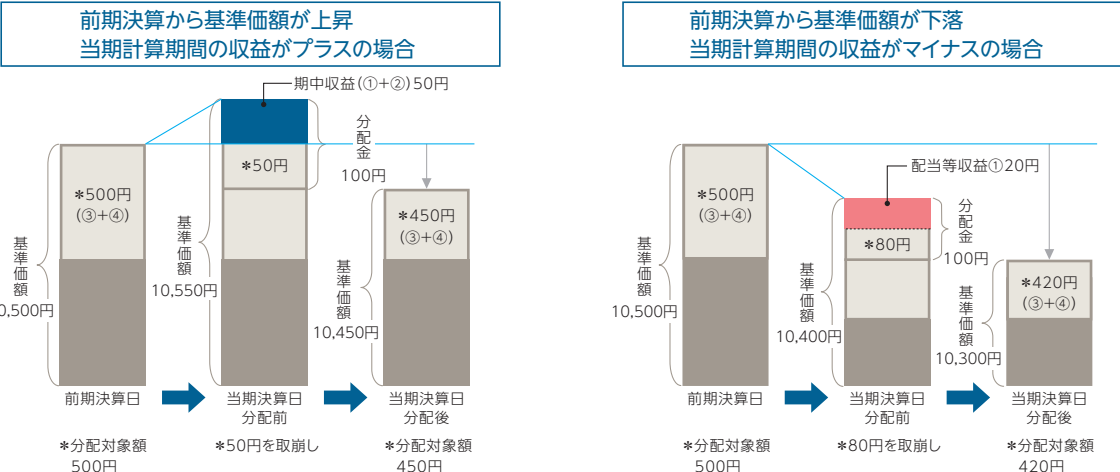 前期決算から基準価額が上昇
当期計算期間の収益がプラスの場合
期中収益(①+②)50円
分配金
100円
*500円
(③+④)
*50円
*450円
(③+④)
基準価額
0,500円
基準価額
10,550円
基準価額
10,450円
前期決算日
当期決算日
分配前
当期決算日
分配後
*分配対象額
500円
*50円を取崩し
*分配対象額
450円
前期決算から基準価額が下落
当期計算期間の収益がマイナスの場合
配当等収益①20円
分配金
100円
*500円
(③+④)
*80円
*420円
(③+④)
基準価額
10,500円
基準価額
10,400円
基準価額
10,300円
前期決算日
当期決算日
分配前
当期決算日
分配後
*分配対象額
500円
*80円を取崩し
*分配対象額
420円